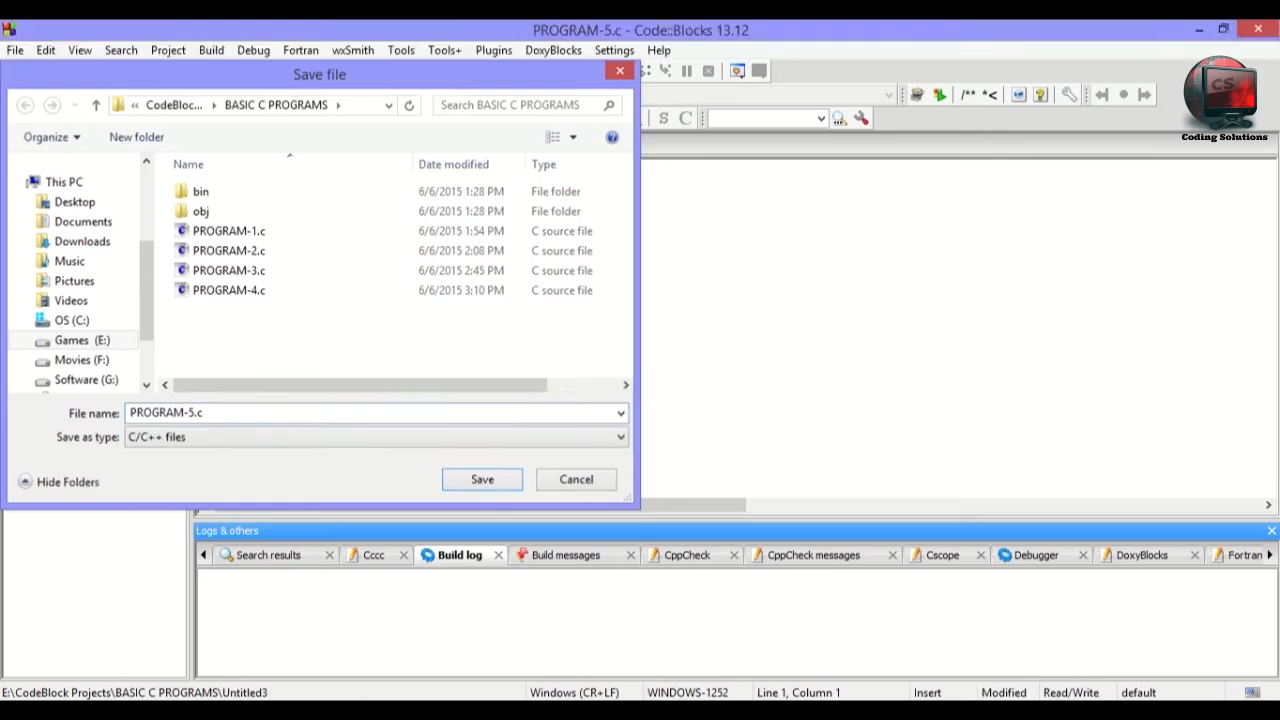 PROGRAM-5.c - Code::Blocks 13.12
File Edit View Search Project Build Debug Fortran wxSmith Tools Tools+ Plugins DoxyBlocks Settings Help
Save file
« CodeBloc... BASIC C PROGRAMS
Search BASIC C PROGRAMS
/** *<
Organize New folder
S C
CS
Coding Solutions
Name Date modified Type
This PC
Desktop
Documents
Downloads
Music
Pictures
Videos
OS (C:)
Games (E:)
Movies (F:)
Software (G:)
bin 6/6/2015 1:28 PM File folder
obj 6/6/2015 1:28 PM File folder
PROGRAM-1.c 6/6/2015 1:54 PM C source file
PROGRAM-2.c 6/6/2015 2:08 PM C source file
PROGRAM-3.c 6/6/2015 2:45 PM C source file
PROGRAM-4.c 6/6/2015 3:10 PM C source file
File name: PROGRAM-5.c
Save as type: C/C++ files
Hide Folders Save Cancel
Logs & others
Search results Cccc Build log Build messages CppCheck CppCheck messages Cscope Debugger DoxyBlocks Fortran
E:\CodeBlock Projects\BASIC C PROGRAMS\Untitled3 Windows (CR+LF) WINDOWS-1252 Line 1, Column 1 Insert Modified Read/Write default